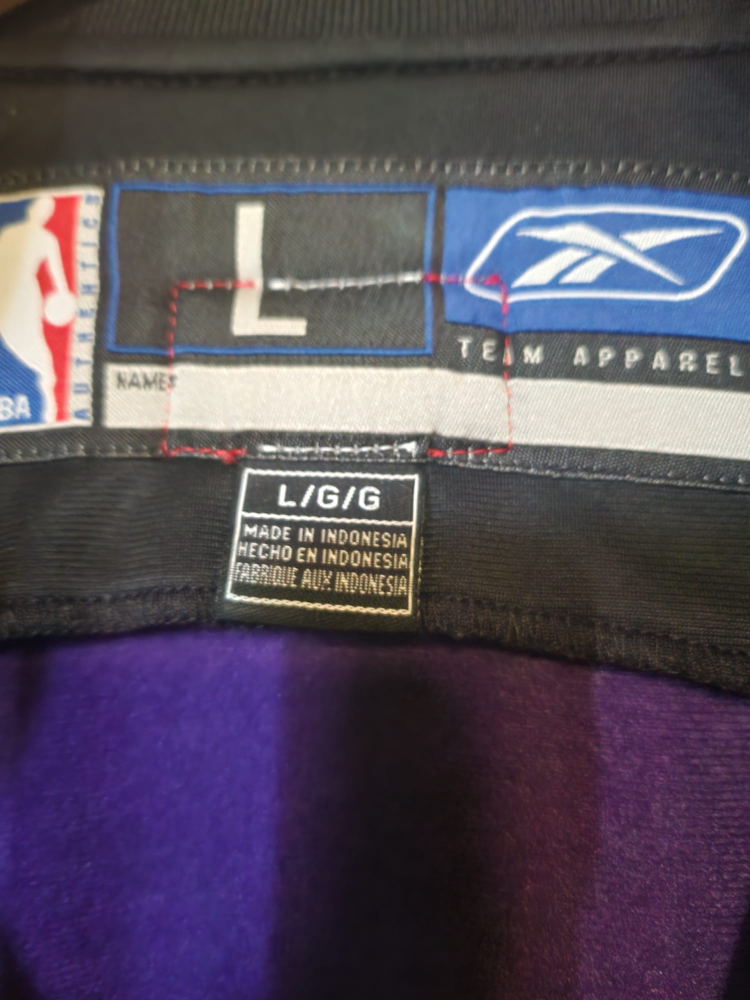 L
AUTHENTICS
BA
TEAM APPAREL
NAME:
L/G/G
MADE IN INDONESIA
HECHO EN INDONESIA
FABRIQUE AUX INDONESIA